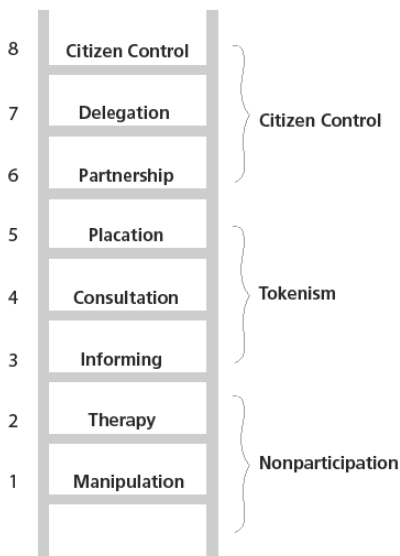 8 Citizen Control
7 Delegation
Citizen Control
6 Partnership
5 Placation
4 Consultation
Tokenism
3 Informing
2 Therapy
Nonparticipation
1 Manipulation